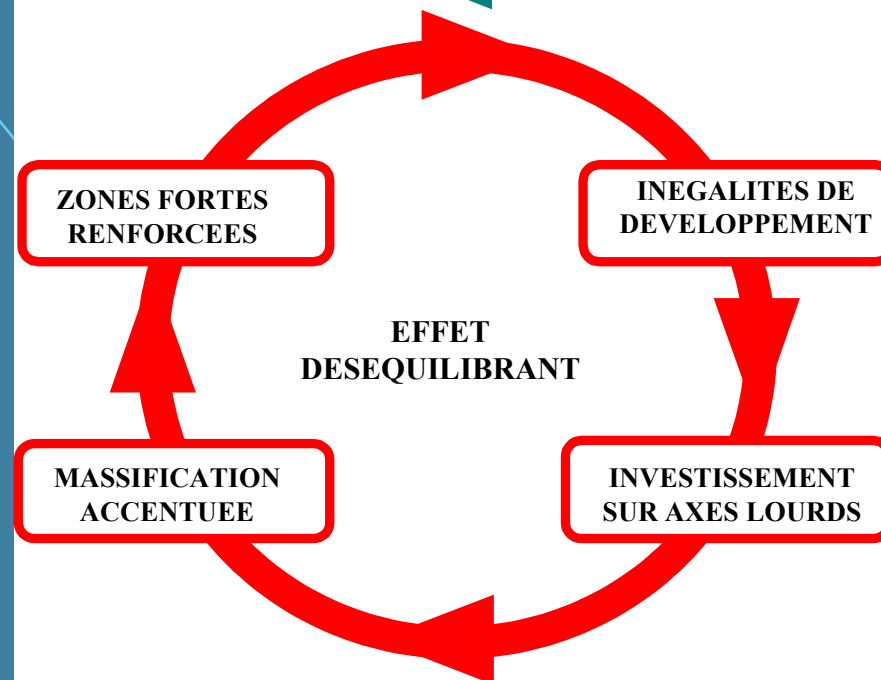 ZONES FORTES
RENFORCEES
INEGALITES DE
DEVELOPPEMENT
EFFET
DESEQUILIBRANT
MASSIFICATION
ACCENTUEE
INVESTISSEMENT
SUR AXES LOURDS